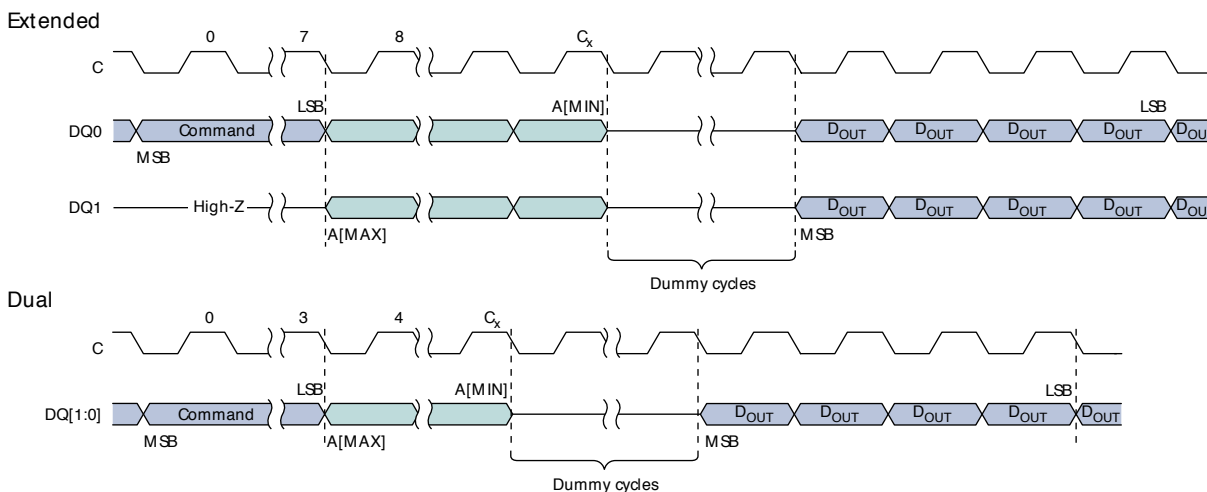 Extended
0 7 8 Cx
C
LSB A[MIN] LSB
DQ0 Command DOUT DOUT DOUT DOUT DOU
MSB
DQ1 High-Z DOUT DOUT DOUT DOUT DOU
A[MAX] MSB
Dummy cycles
Dual
0 3 4 Cx
C
LSB A[MIN] LSB
DQ[1:0] Command DOUT DOUT DOUT DOUT DOUT
MSB A[MAX] MSB
Dummy cycles